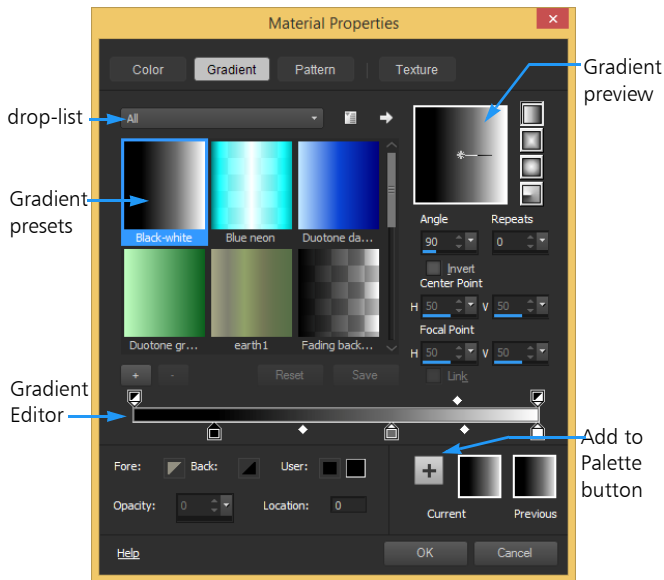 Material Properties
Color
Gradient
Pattern
Texture
Gradient
preview
drop-list
All
Gradient
presets
Black-white
Blue neon
Duotone da...
Angle
Repeats
90
0
Invert
Center Point
H 50 V 50
Focal Point
H 50 V 50
Link
Duotone gr...
earth1
Fading back...
+
-
Reset
Save
Gradient
Editor
Add to
Palette
button
Fore:
Back:
User:
Opacity:
0
Location:
0
+
Current
Previous
Help
OK
Cancel